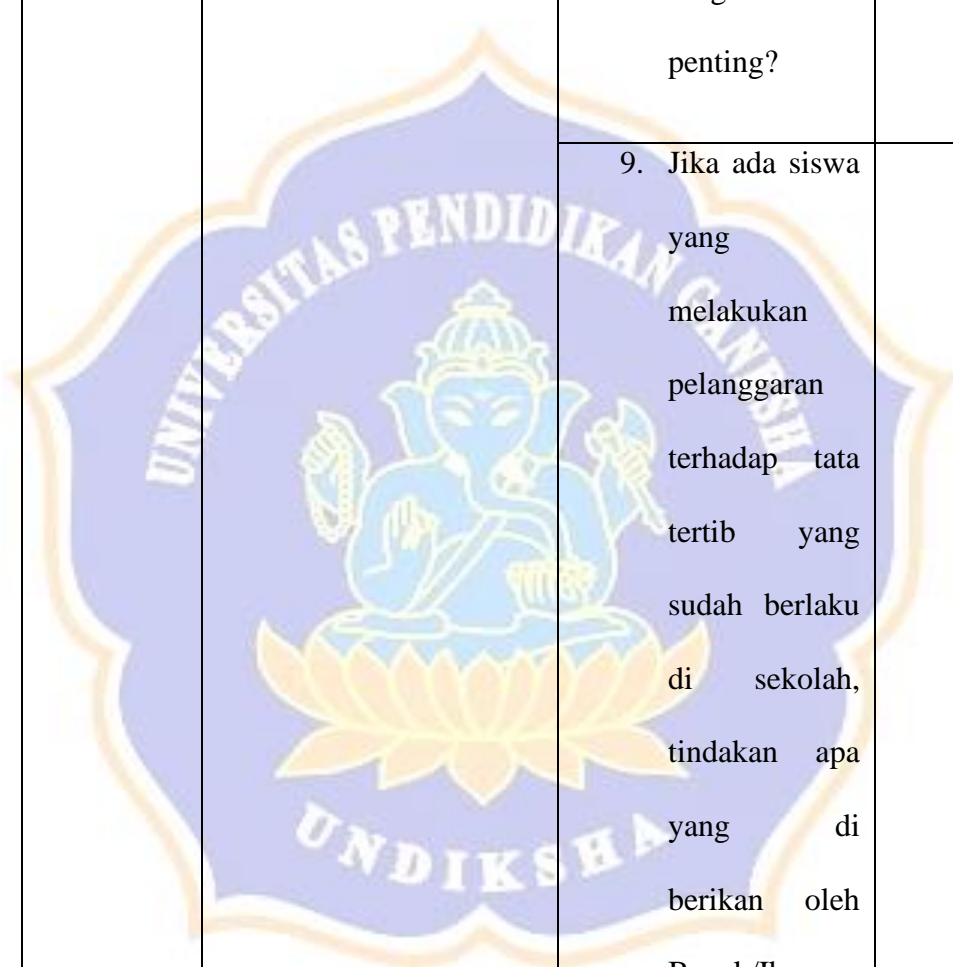 penting?
9. Jika ada siswa
yang
melakukan
pelanggaran
terhadap tata
tertib yang
sudah berlaku
di sekolah,
tindakan apa
yang di
berikan oleh
UNIVERSITAS PENDIDIKAN GANESHA
UNDIKSHA